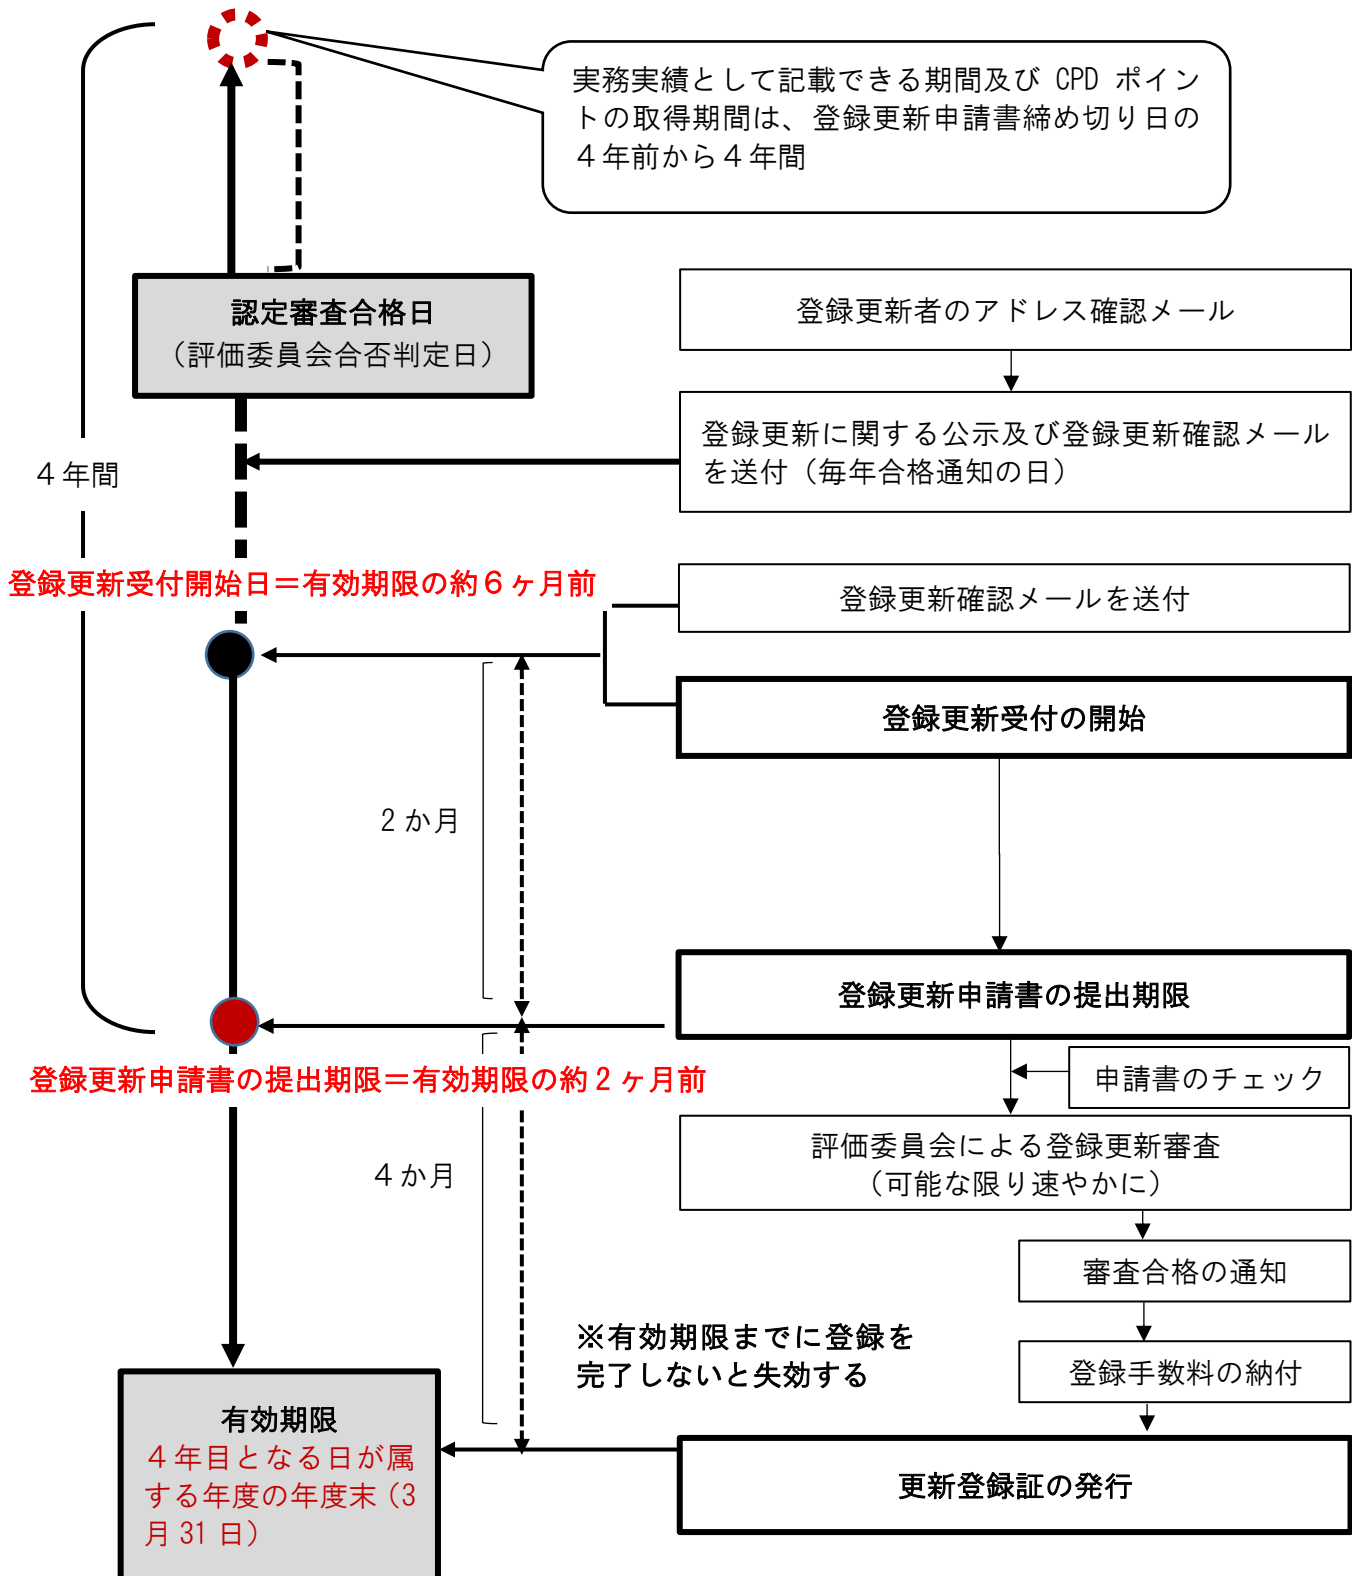 実務実績として記載できる期間及び CPD ポイン
トの取得期間は、登録更新申請書締め切り日の
４年前から４年間
認定審査合格日
（評価委員会合否判定日）
登録更新者のアドレス確認メール
登録更新に関する公示及び登録更新確認メール
を送付（毎年合格通知の日）
４年間
登録更新受付開始日＝有効期限の約６ヶ月前
登録更新確認メールを送付
登録更新受付の開始
2 か月
登録更新申請書の提出期限
登録更新申請書の提出期限＝有効期限の約２ヶ月前
申請書のチェック
評価委員会による登録更新審査
（可能な限り速やかに）
４か月
審査合格の通知
※有効期限までに登録を
完了しないと失効する
登録手数料の納付
有効期限
４年目となる日が属
する年度の年度末（3
月 31 日）
更新登録証の発行